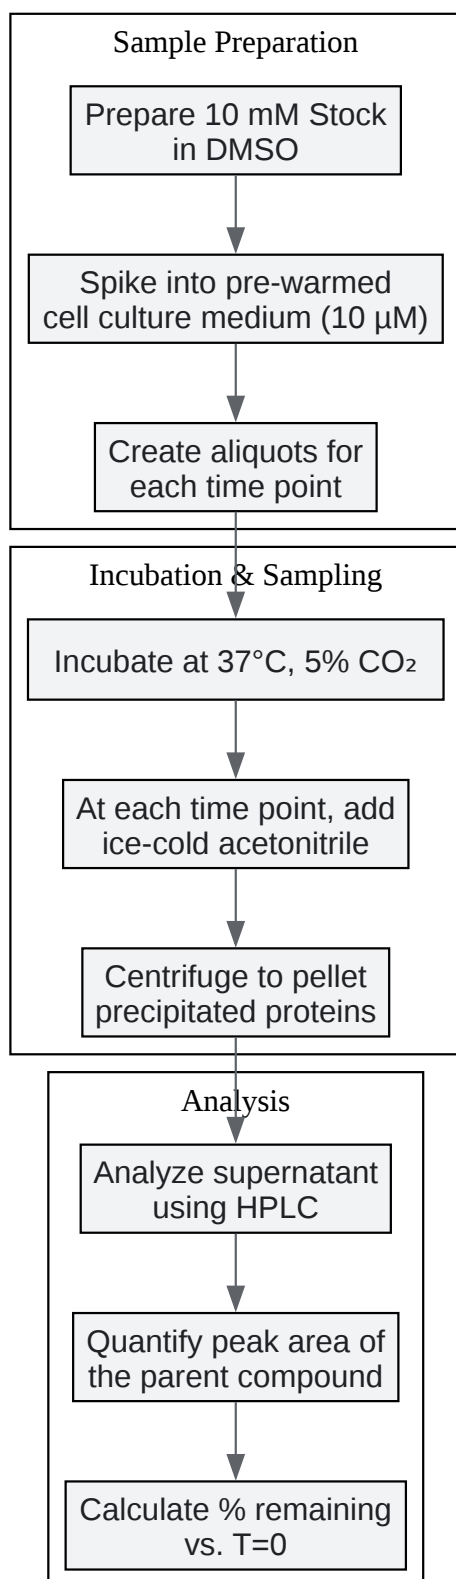 Sample Preparation
Prepare 10 mM Stock
in DMSO
Spike into pre-warmed
cell culture medium (10 µM)
Create aliquots for
each time point
Incubation & Sampling
Incubate at 37°C, 5% CO₂
At each time point, add
ice-cold acetonitrile
Centrifuge to pellet
precipitated proteins
Analysis
Analyze supernatant
using HPLC
Quantify peak area of
the parent compound
Calculate % remaining
vs. T=0